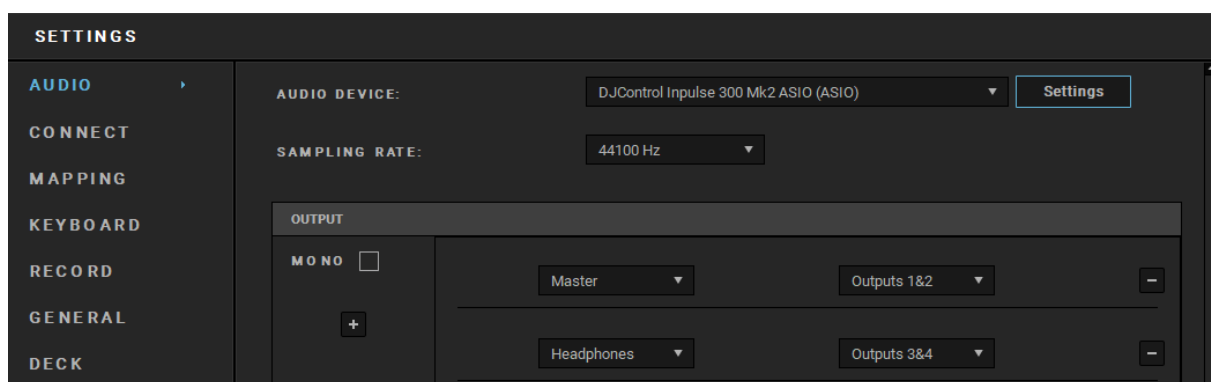 SETTINGS
AUDIO
CONNECT
MAPPING
KEYBOARD
RECORD
GENERAL
DECK
AUDIO DEVICE: DJControl Inpulse 300 Mk2 ASIO (ASIO) Settings
SAMPLING RATE: 44100 Hz
OUTPUT
MONO
+
Master Outputs 1&2 −
Headphones Outputs 3&4 −